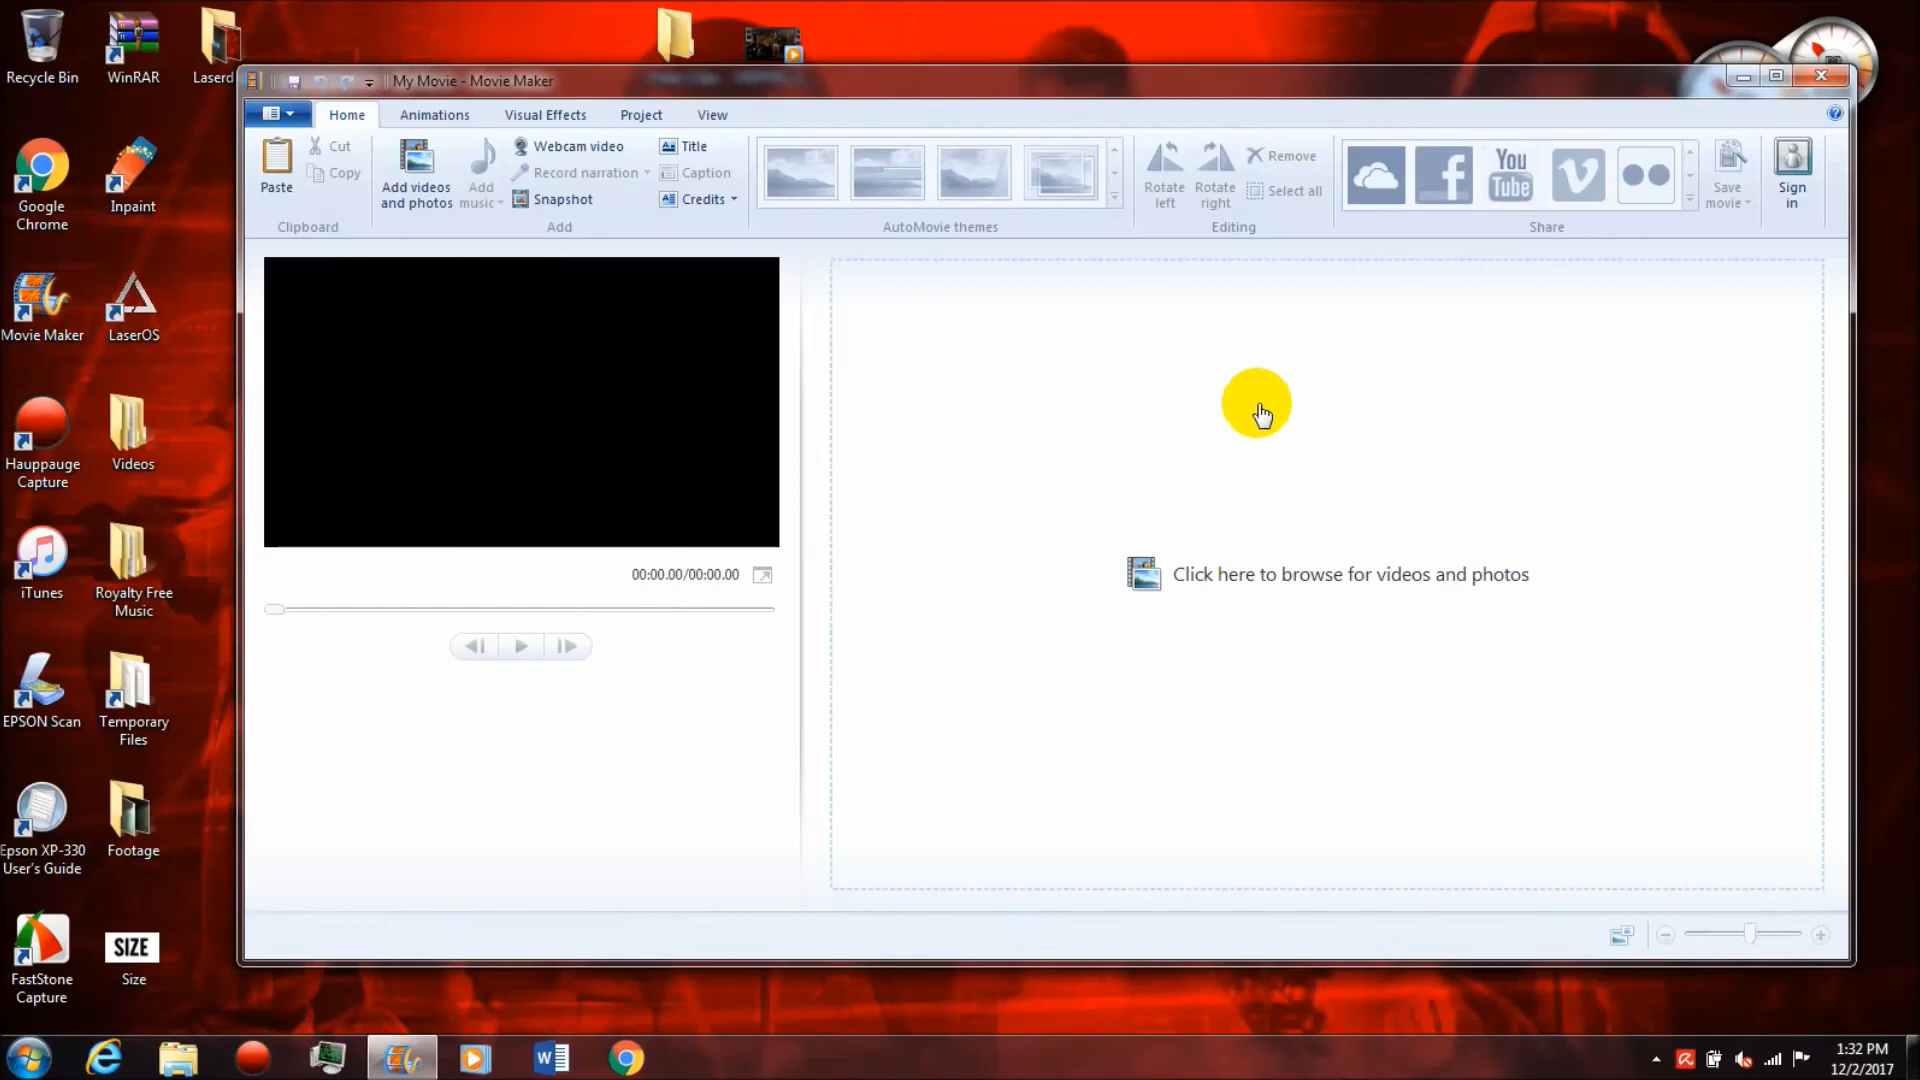 Recycle Bin
WinRAR
Laserd
My Movie - Movie Maker
Home
Animations
Visual Effects
Project
View
Paste
Cut
Copy
Clipboard
Add videos
and photos
Add
music
Webcam video
Record narration
Snapshot
Title
Caption
Credits
Add
AutoMovie themes
Rotate
left
Rotate
right
Remove
Select all
Editing
You
Tube
Share
Save
movie
Sign
in
Google
Chrome
Inpaint
Movie Maker
LaserOS
Hauppauge
Capture
Videos
iTunes
Royalty Free
Music
EPSON Scan
Temporary
Files
Epson XP-330
User's Guide
Footage
FastStone
Capture
SIZE
Size
00:00.00/00:00.00
Click here to browse for videos and photos
1:32 PM
12/2/2017